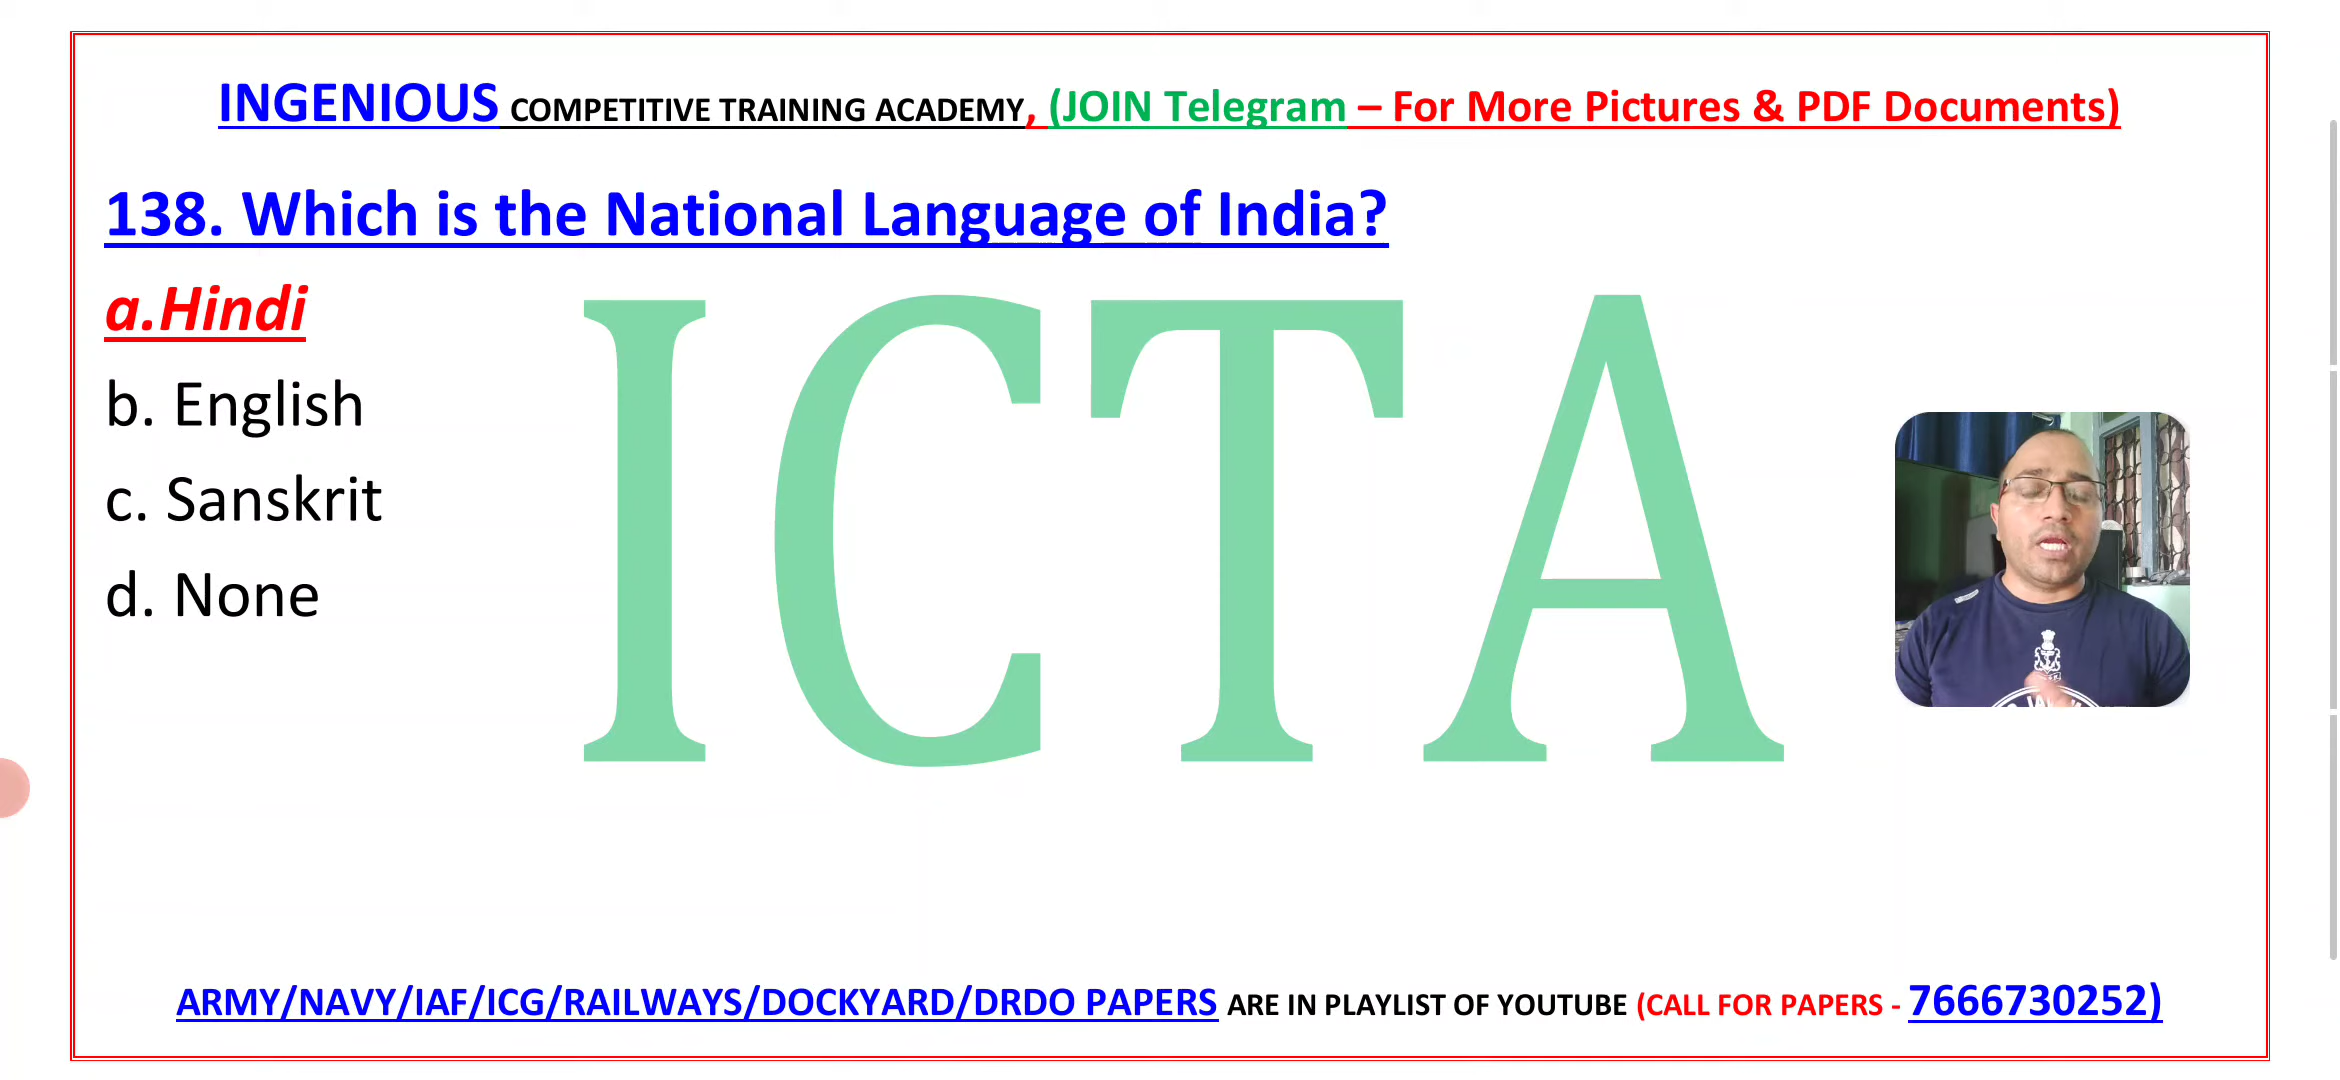 INGENIOUS COMPETITIVE TRAINING ACADEMY, (JOIN Telegram – For More Pictures & PDF Documents)
138. Which is the National Language of India?
a.Hindi
b. English
c. Sanskrit
d. None
ICTA
ARMY/NAVY/IAF/ICG/RAILWAYS/DOCKYARD/DRDO PAPERS ARE IN PLAYLIST OF YOUTUBE (CALL FOR PAPERS - 7666730252)